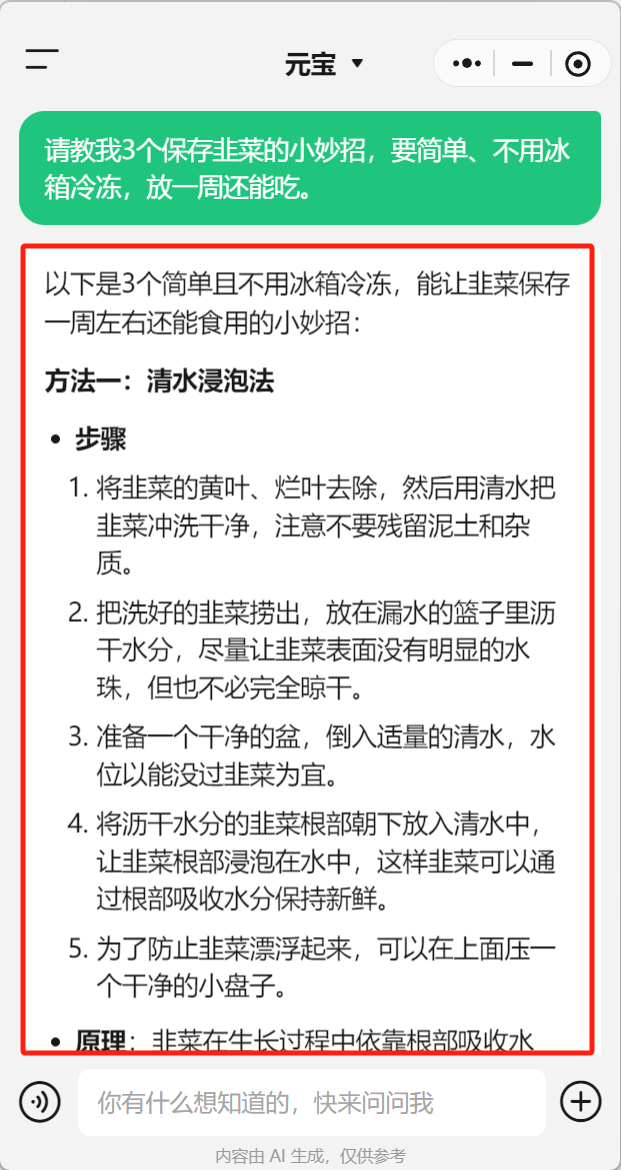 元宝
请教我3个保存韭菜的小妙招，要简单、不用冰
箱冷冻，放一周还能吃。
以下是3个简单且不用冰箱冷冻，能让韭菜保存
一周左右还能食用的小妙招：
方法一：清水浸泡法
• 步骤
1. 将韭菜的黄叶、烂叶去除，然后用清水把
韭菜冲洗干净，注意不要残留泥土和杂
质。
2. 把洗好的韭菜捞出，放在漏水的篮子里沥
干水分，尽量让韭菜表面没有明显的水
珠，但也不必完全晾干。
3. 准备一个干净的盆，倒入适量的清水，水
位以能没过韭菜为宜。
4. 将沥干水分的韭菜根部朝下放入清水中，
让韭菜根部浸泡在水中，这样韭菜可以通
过根部吸收水分保持新鲜。
5. 为了防止韭菜漂浮起来，可以在上面压一
个干净的小盘子。
• 原理：韭菜在生长过程中依靠根部吸收水
你有什么想知道的，快来问问我
内容由 AI 生成，仅供参考